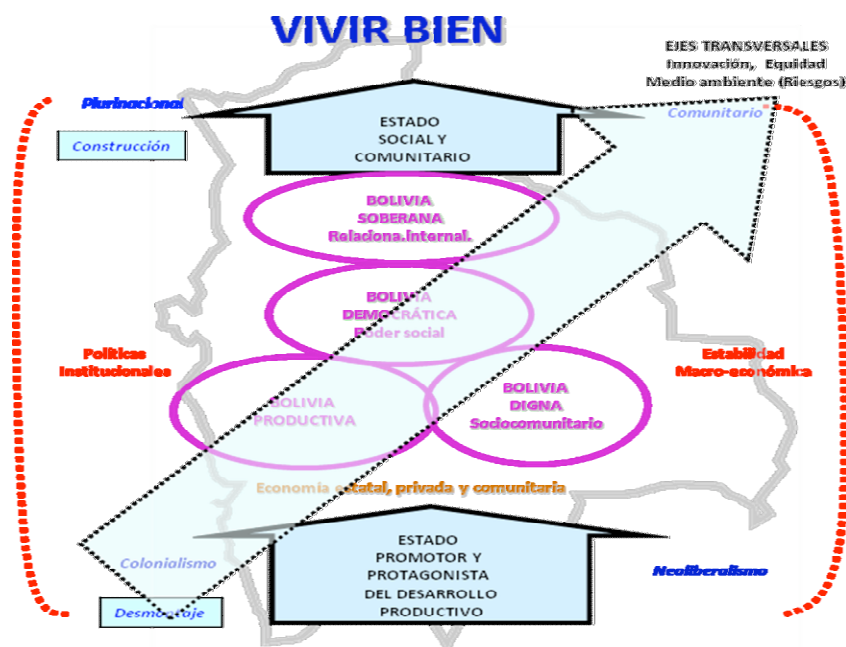 VIVIR BIEN
EJES TRANSVERSALES
Innovación, Equidad
Medio ambiente (Riesgos)
Plurinacional
Comunitario
Construcción
ESTADO
SOCIAL Y
COMUNITARIO
BOLIVIA
SOBERANA
Relaciona.Internal.
BOLIVIA
DEMOCRÁTICA
Poder social
Políticas
Institucionales
Estabilidad
Macro-económica
BOLIVIA
PRODUCTIVA
BOLIVIA
DIGNA
Sociocomunitario
Economía estatal, privada y comunitaria
ESTADO
PROMOTOR Y
PROTAGONISTA
DEL DESARROLLO
PRODUCTIVO
Colonialismo
Neoliberalismo
Desmontaje